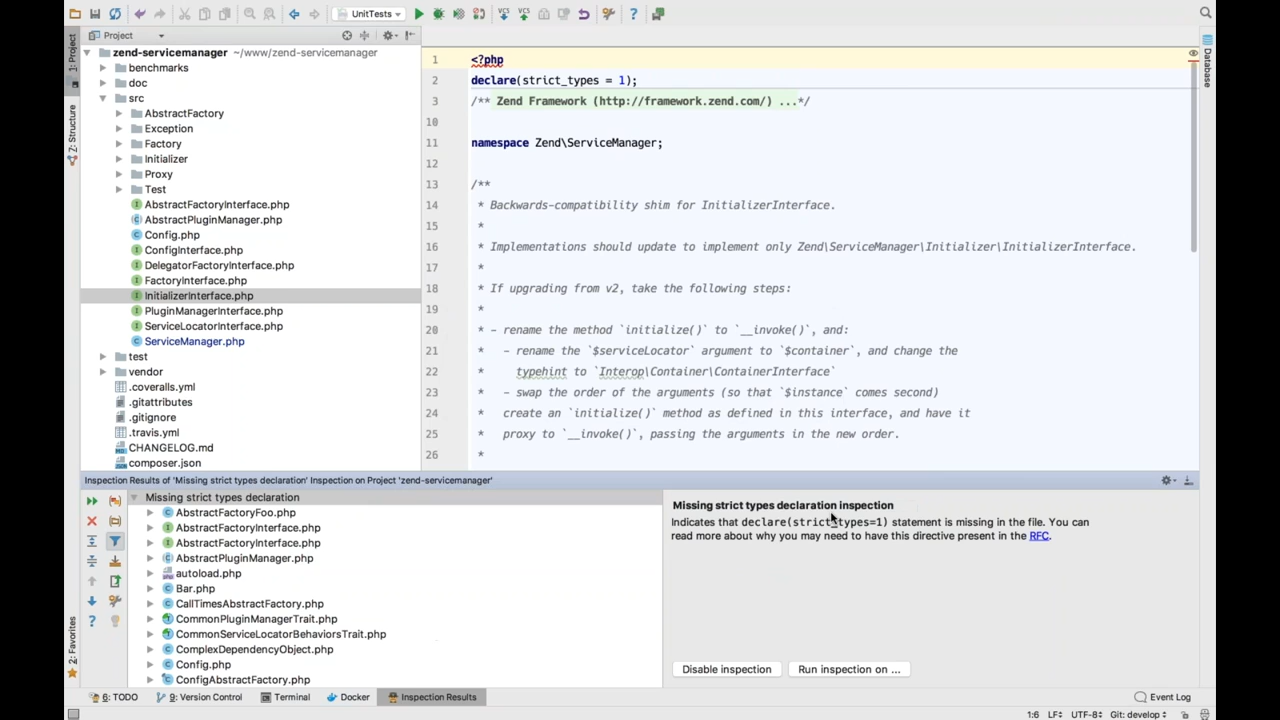 UnitTests
Project
zend-servicemanager ~/www/zend-servicemanager
benchmarks
doc
src
AbstractFactory
Exception
Factory
Initializer
Proxy
Test
AbstractFactoryInterface.php
AbstractPluginManager.php
Config.php
ConfigInterface.php
DelegatorFactoryInterface.php
FactoryInterface.php
InitializerInterface.php
PluginManagerInterface.php
ServiceLocatorInterface.php
ServiceManager.php
test
vendor
.coveralls.yml
.gitattributes
.gitignore
.travis.yml
CHANGELOG.md
composer.json
1: Project
7: Structure
2: Favorites
Database
1 <?php
2 declare(strict_types = 1);
3 /** Zend Framework (http://framework.zend.com/) ...*/
10
11 namespace Zend\ServiceManager;
12
13 /**
14 * Backwards-compatibility shim for InitializerInterface.
15 *
16 * Implementations should update to implement only Zend\ServiceManager\Initializer\InitializerInterface.
17 *
18 * If upgrading from v2, take the following steps:
19 *
20 * - rename the method `initialize()` to `__invoke()`, and:
21 *   - rename the `$serviceLocator` argument to `$container`, and change the
22 *     typehint to `Interop\Container\ContainerInterface`
23 *   - swap the order of the arguments (so that `$instance` comes second)
24 *   create an `initialize()` method as defined in this interface, and have it
25 *   proxy to `__invoke()`, passing the arguments in the new order.
26 *
Inspection Results of 'Missing strict types declaration' Inspection on Project 'zend-servicemanager'
Missing strict types declaration
AbstractFactoryFoo.php
AbstractFactoryInterface.php
AbstractFactoryInterface.php
AbstractPluginManager.php
autoload.php
Bar.php
CallTimesAbstractFactory.php
CommonPluginManagerTrait.php
CommonServiceLocatorBehaviorsTrait.php
ComplexDependencyObject.php
Config.php
ConfigAbstractFactory.php
Missing strict types declaration inspection
Indicates that declare(strict_types=1) statement is missing in the file. You can
read more about why you may need to have this directive present in the RFC.
Disable inspection
Run inspection on ...
6: TODO
9: Version Control
Terminal
Docker
Inspection Results
Event Log
1:6 LF UTF-8 Git: develop